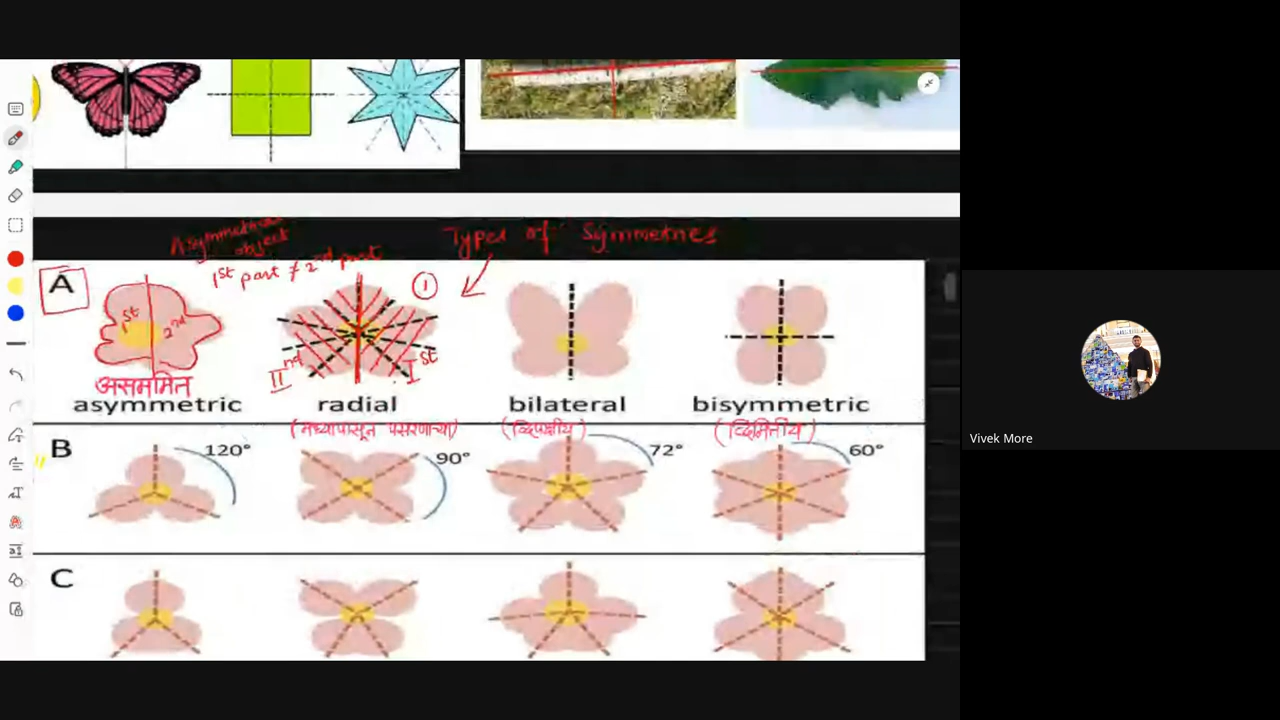 Types of Symmetries
Asymmetrical
object
1st part ≠ 2nd part
A
1
1st
2nd
IInd
Ist
असममित
asymmetric
radial
bilateral
bisymmetric
(मध्यापासून पसरणाऱ्या)
(द्विपक्षीय)
(द्विमितीय)
B
120°
90°
72°
60°
C
Vivek More